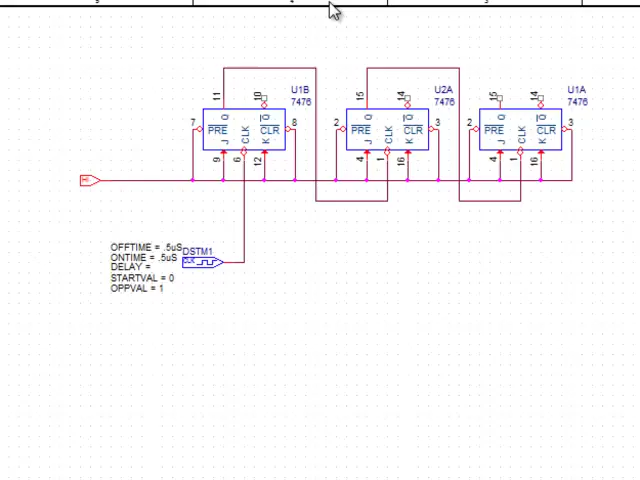 11 10 U1B 7476
15 14 U2A 7476
15 14 U1A 7476
Q Q Q Q Q Q
7 PRE CLR 8
2 PRE CLR 3
2 PRE CLR 3
J CLK K J CLK K J CLK K
9 6 12 4 1 16 4 1 16
HI
OFFTIME = .5uS
ONTIME = .5uS
DELAY =
STARTVAL = 0
OPPVAL = 1
DSTM1
CLK